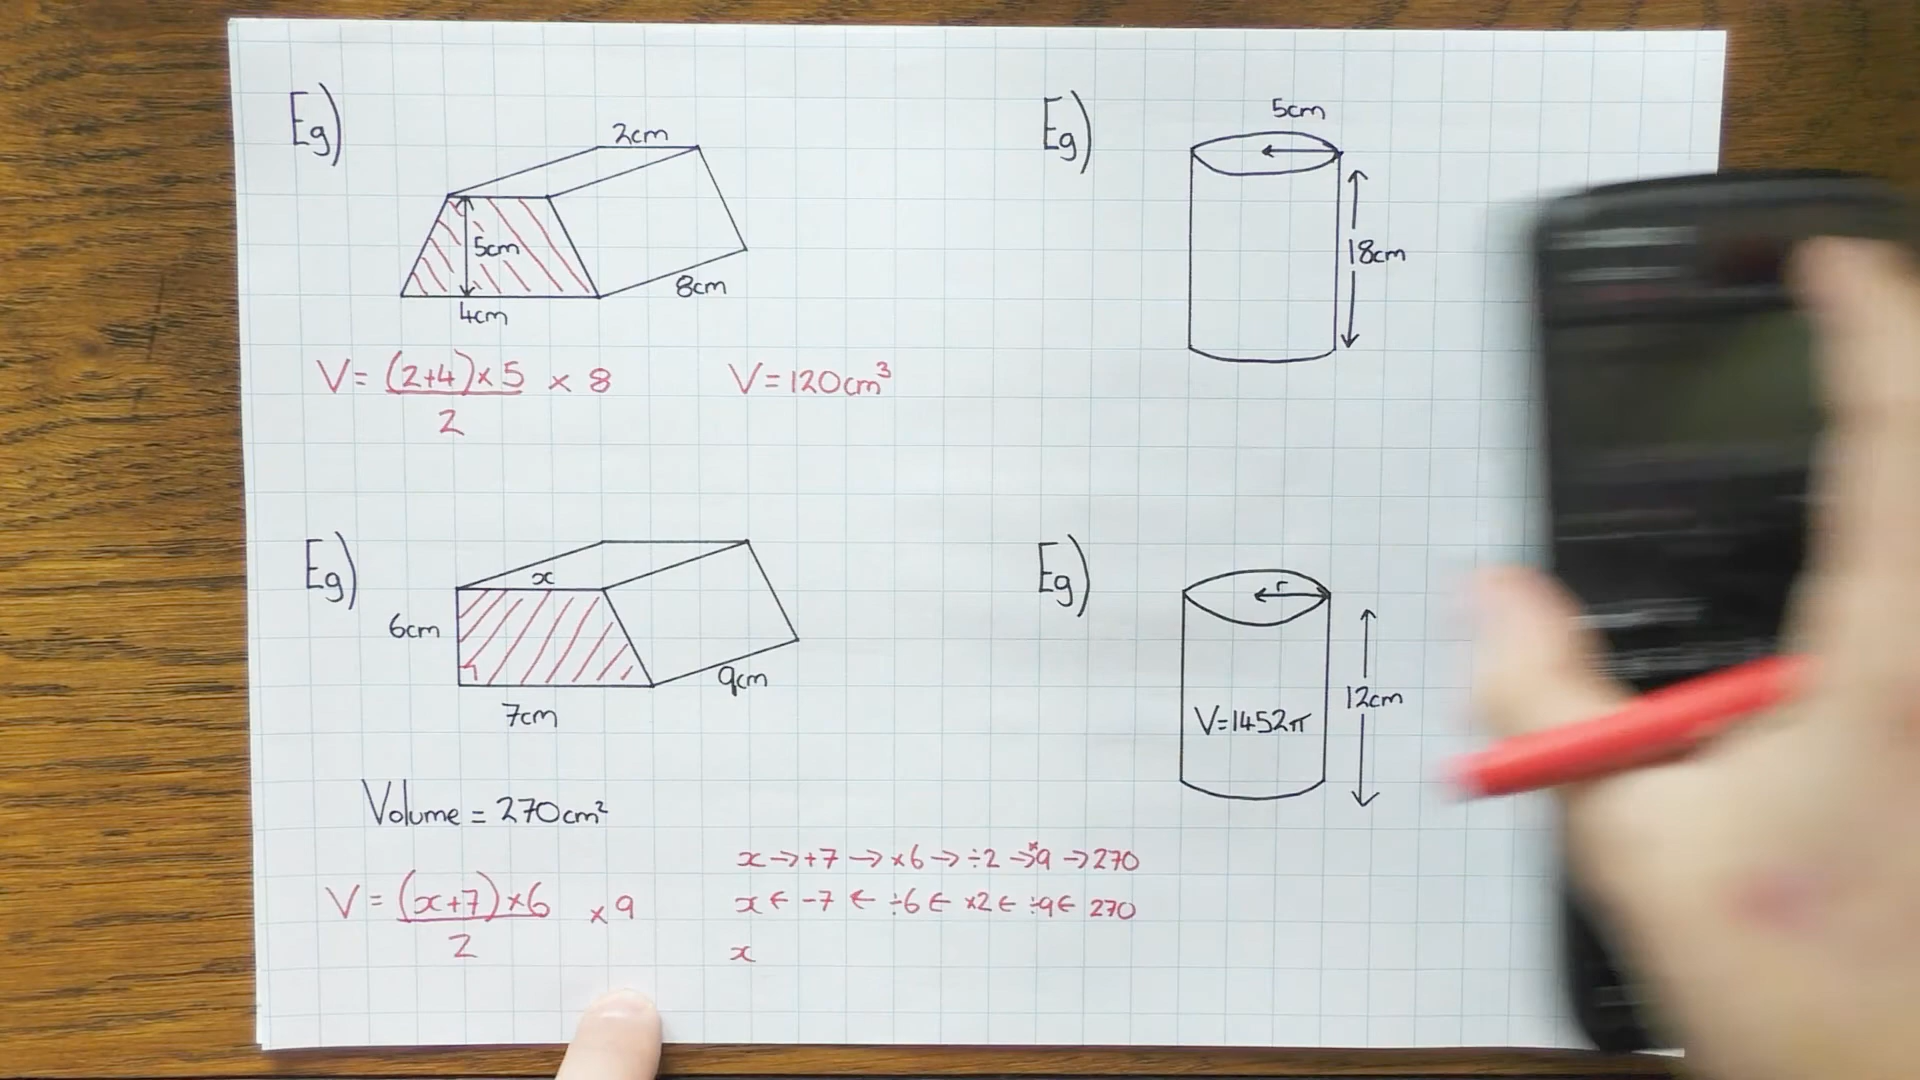 Eg)
2cm
5cm
4cm
8cm
V = (2+4)×5 × 8
2
V = 120cm³
Eg)
x
6cm
7cm
9cm
Volume = 270cm²
V = (x+7)×6 ×9
2
x → +7 → ×6 → ÷2 → ×9 → 270
x ← -7 ← ÷6 ← ×2 ← ÷9 ← 270
x
Eg)
5cm
18cm
Eg)
r
12cm
V=1452π